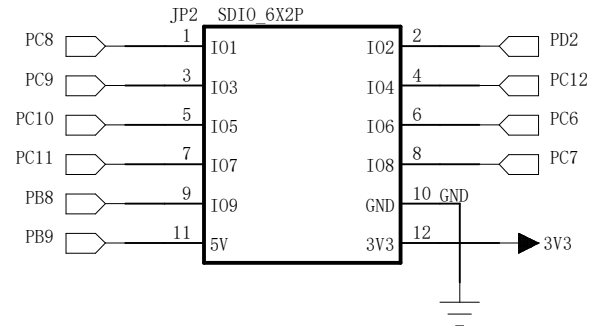 JP2 SDIO_6X2P
PC8 1 IO1 IO2 2 PD2
PC9 3 IO3 IO4 4 PC12
PC10 5 IO5 IO6 6 PC6
PC11 7 IO7 IO8 8 PC7
PB8 9 IO9 GND 10 GND
PB9 11 5V 3V3 12 3V3